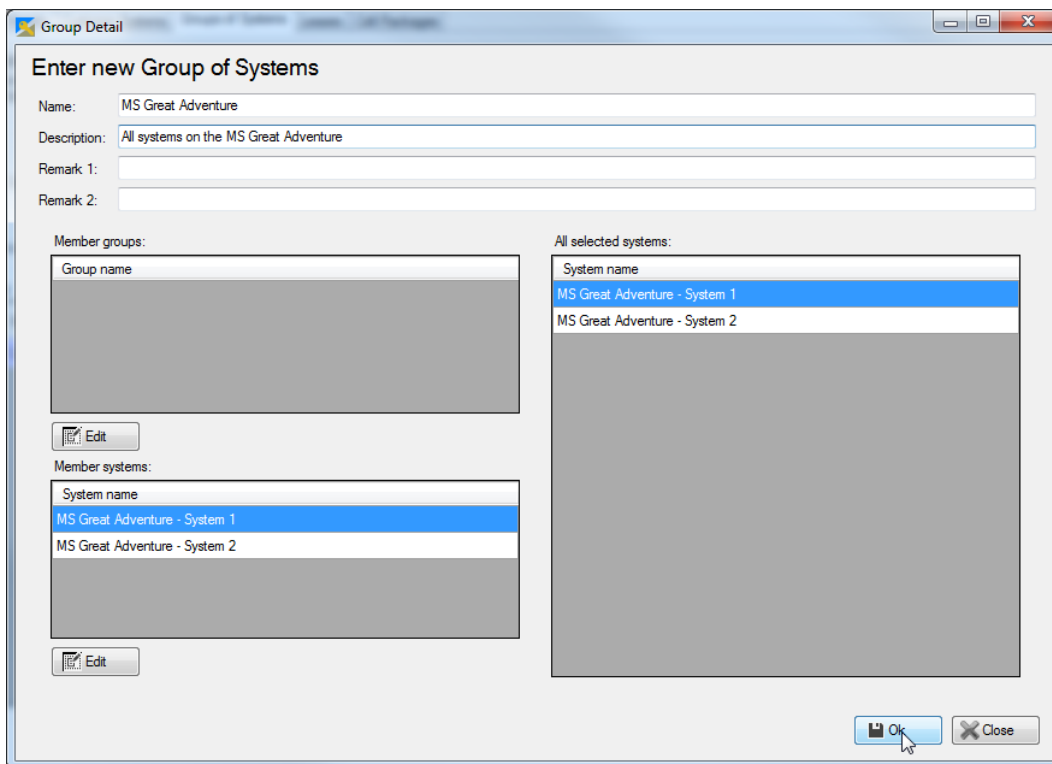 Group Detail
Groups of Systems
Enter new Group of Systems
Name: MS Great Adventure
Description: All systems on the MS Great Adventure
Remark 1:
Remark 2:
Member groups:
Group name
Edit
Member systems:
System name
MS Great Adventure - System 1
MS Great Adventure - System 2
Edit
All selected systems:
System name
MS Great Adventure - System 1
MS Great Adventure - System 2
Ok
Close